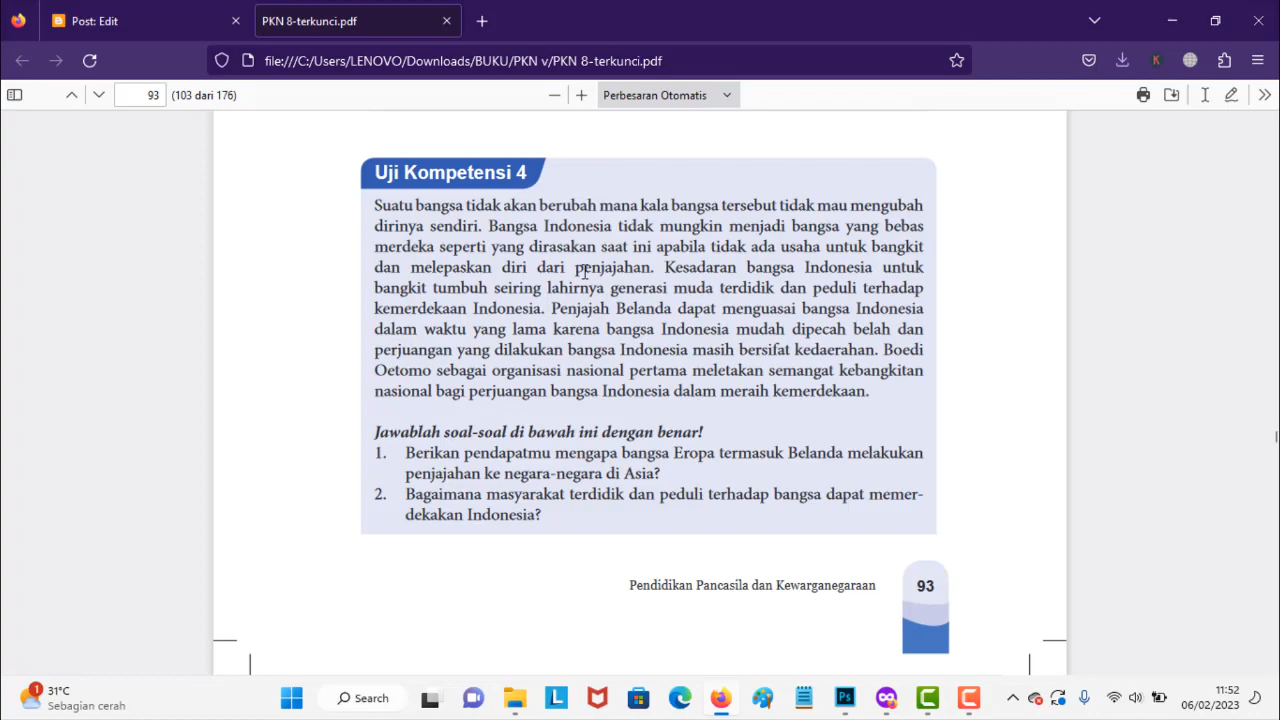 Post: Edit
PKN 8-terkunci.pdf
file:///C:/Users/LENOVO/Downloads/BUKU/PKN v/PKN 8-terkunci.pdf
K
93
(103 dari 176)
Perbesaran Otomatis
Uji Kompetensi 4
Suatu bangsa tidak akan berubah mana kala bangsa tersebut tidak mau mengubah
dirinya sendiri. Bangsa Indonesia tidak mungkin menjadi bangsa yang bebas
merdeka seperti yang dirasakan saat ini apabila tidak ada usaha untuk bangkit
dan melepaskan diri dari penjajahan. Kesadaran bangsa Indonesia untuk
bangkit tumbuh seiring lahirnya generasi muda terdidik dan peduli terhadap
kemerdekaan Indonesia. Penjajah Belanda dapat menguasai bangsa Indonesia
dalam waktu yang lama karena bangsa Indonesia mudah dipecah belah dan
perjuangan yang dilakukan bangsa Indonesia masih bersifat kedaerahan. Boedi
Oetomo sebagai organisasi nasional pertama meletakan semangat kebangkitan
nasional bagi perjuangan bangsa Indonesia dalam meraih kemerdekaan.
Jawablah soal-soal di bawah ini dengan benar!
1. Berikan pendapatmu mengapa bangsa Eropa termasuk Belanda melakukan
penjajahan ke negara-negara di Asia?
2. Bagaimana masyarakat terdidik dan peduli terhadap bangsa dapat memer-
dekakan Indonesia?
Pendidikan Pancasila dan Kewarganegaraan
93
1
31°C
Sebagian cerah
Search
L
Ps
C
C
11:52
06/02/2023